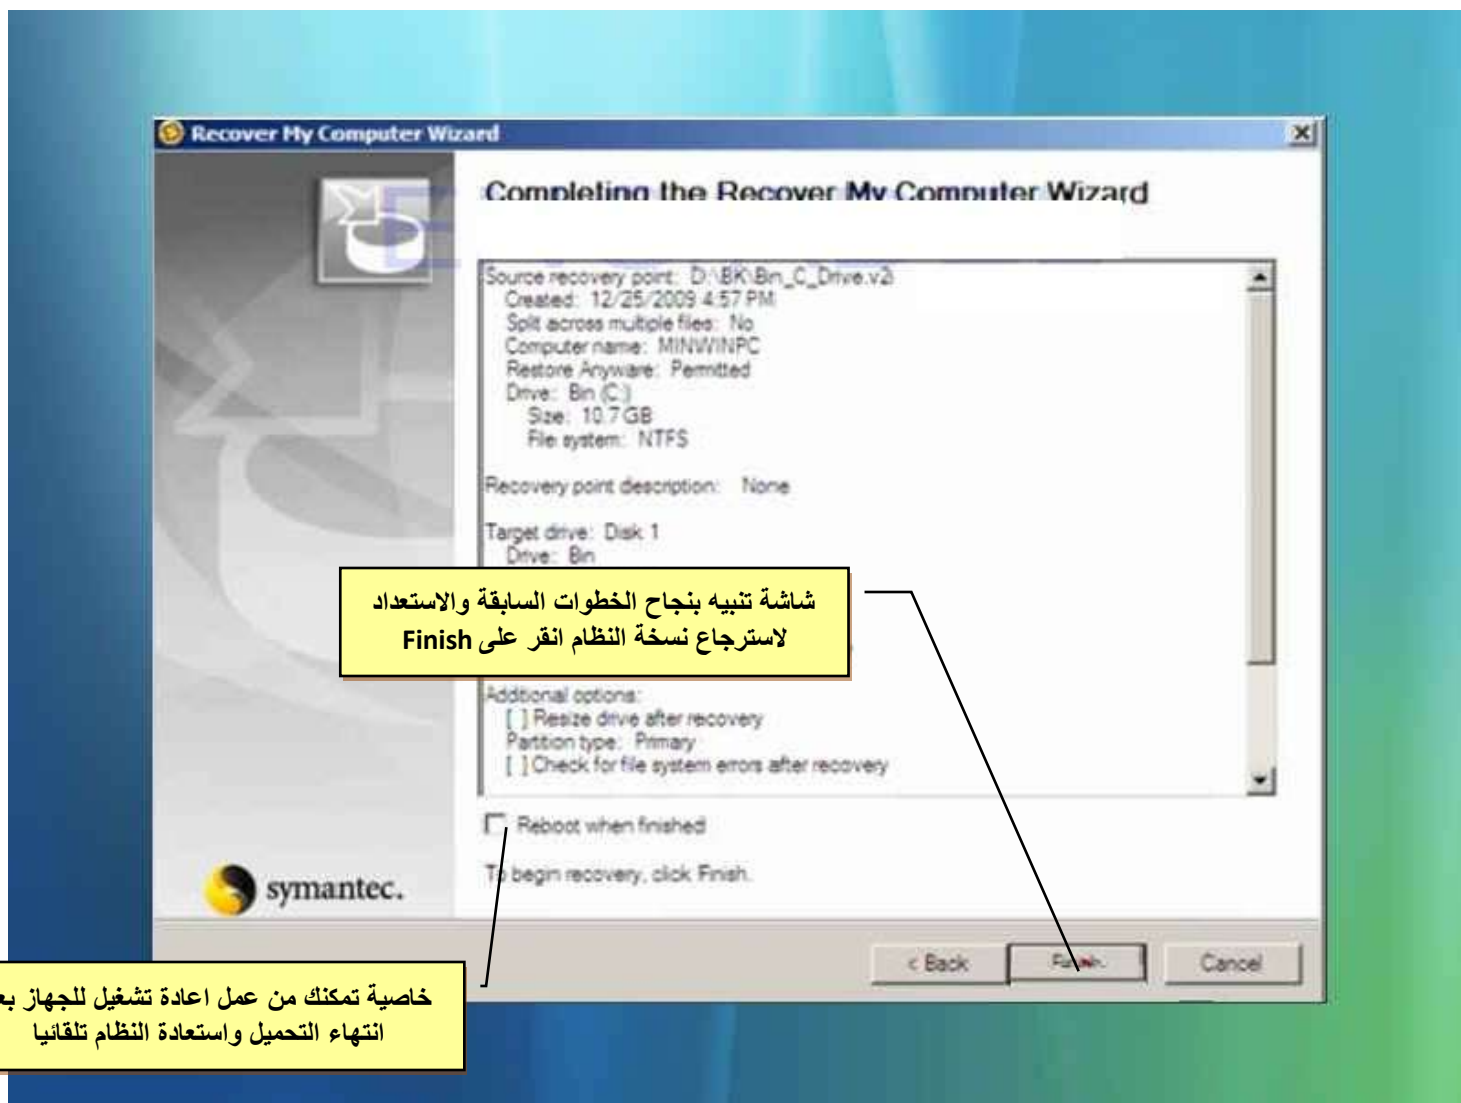 Recover My Computer Wizard
Completing the Recover My Computer Wizard
Source recovery point: D:\BK\Bin_C_Drive.v2i
Created: 12/25/2009 4:57 PM
Split across multiple files: No
Computer name: MINWINPC
Restore Anyware: Permitted
Drive: Bin (C:)
Size: 10.7 GB
File system: NTFS
Recovery point description: None
Target drive: Disk 1
Drive: Bin
شاشة تنبيه بنجاح الخطوات السابقة والاستعداد
لاسترجاع نسخة النظام انقر على Finish
Additional options:
[ ] Resize drive after recovery
Partition type: Primary
[ ] Check for file system errors after recovery
Reboot when finished
To begin recovery, click Finish.
symantec.
< Back Finish Cancel
خاصية تمكنك من عمل اعادة تشغيل للجهاز بع
انتهاء التحميل واستعادة النظام تلقائيا